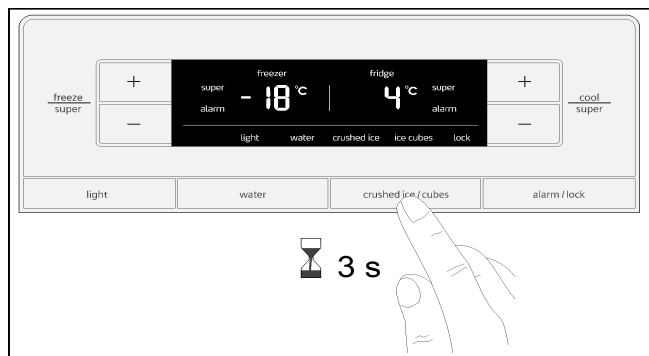 freezer fridge
freeze super + super - 18 °C 4 °C super + cool super
alarm alarm
− −
light water crushed ice ice cubes lock
light water crushed ice / cubes alarm / lock
3 s